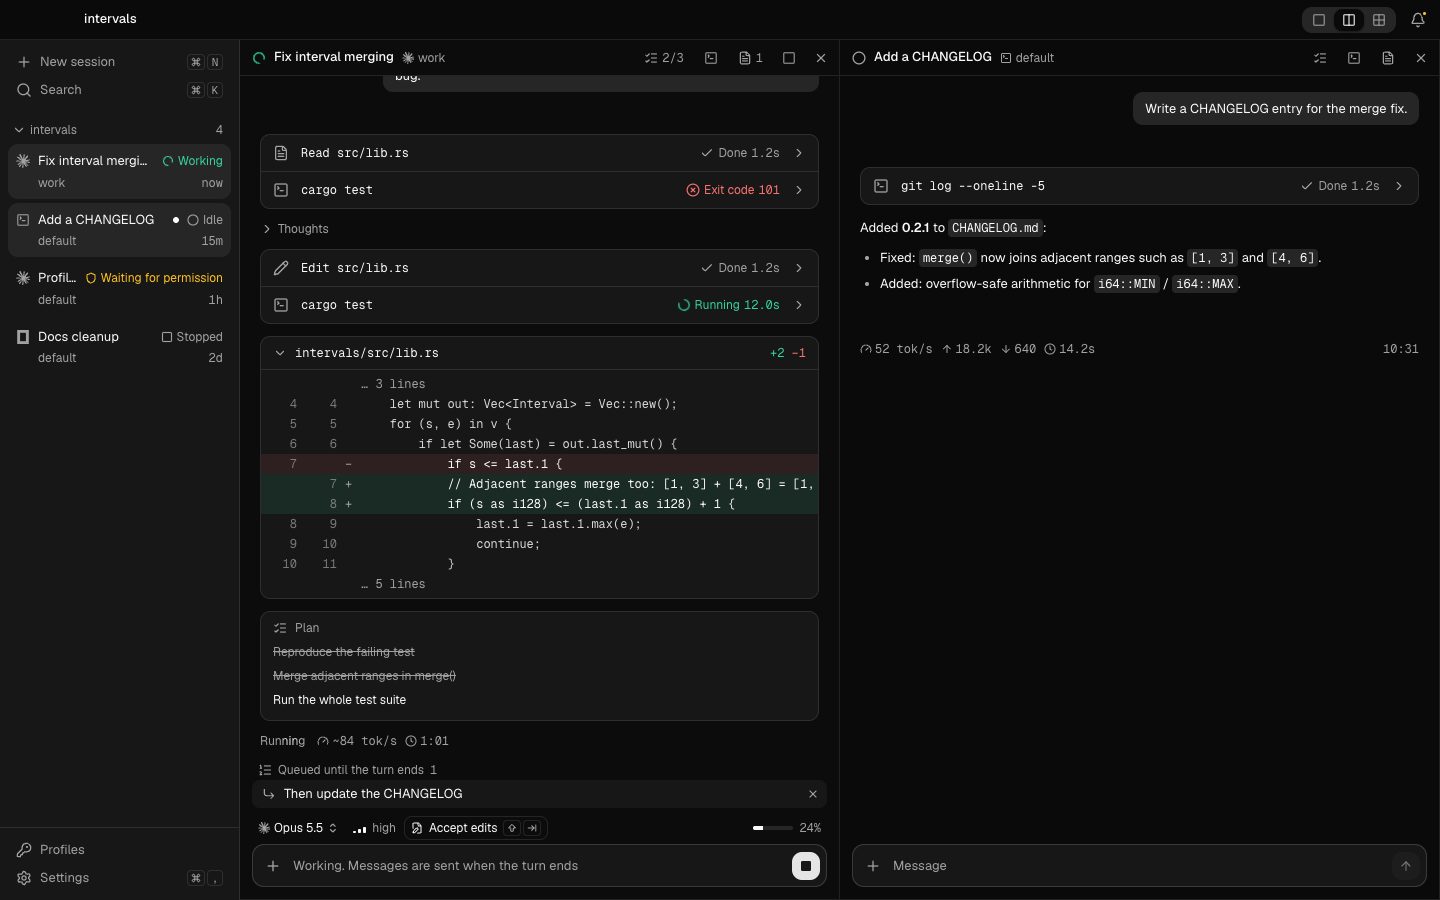 intervals
New session ⌘ N
Search ⌘ K
intervals 4
Fix interval mergi… Working
work now
Add a CHANGELOG Idle
default 15m
Profil… Waiting for permission
default 1h
Docs cleanup Stopped
default 2d
Profiles
Settings ⌘ ,
Fix interval merging work 2/3 1
bug.
Read src/lib.rs Done 1.2s
cargo test Exit code 101
Thoughts
Edit src/lib.rs Done 1.2s
cargo test Running 12.0s
intervals/src/lib.rs +2 −1
… 3 lines
4 4 let mut out: Vec<Interval> = Vec::new();
5 5 for (s, e) in v {
6 6 if let Some(last) = out.last_mut() {
7 − if s <= last.1 {
7 + // Adjacent ranges merge too: [1, 3] + [4, 6] = [1,
8 + if (s as i128) <= (last.1 as i128) + 1 {
8 9 last.1 = last.1.max(e);
9 10 continue;
10 11 }
… 5 lines
Plan
Reproduce the failing test
Merge adjacent ranges in merge()
Run the whole test suite
Running ~84 tok/s 1:01
Queued until the turn ends 1
Then update the CHANGELOG
Opus 5.5 high Accept edits 24%
Working. Messages are sent when the turn ends
Add a CHANGELOG default
Write a CHANGELOG entry for the merge fix.
git log --oneline -5 Done 1.2s
Added 0.2.1 to CHANGELOG.md:
• Fixed: merge() now joins adjacent ranges such as [1, 3] and [4, 6].
• Added: overflow-safe arithmetic for i64::MIN / i64::MAX.
52 tok/s 18.2k 640 14.2s 10:31
Message